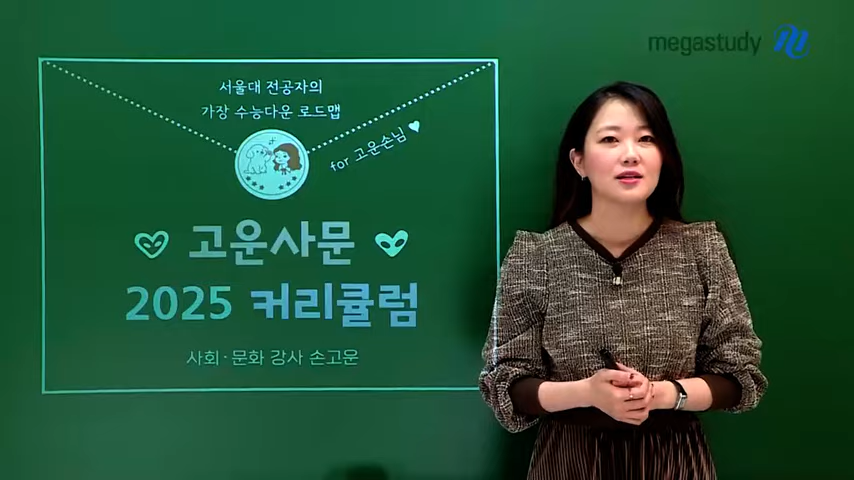 megastudy
서울대 전공자의
가장 수능다운 로드맵
for 고운손님
고운사문
2025 커리큘럼
사회·문화 강사 손고운